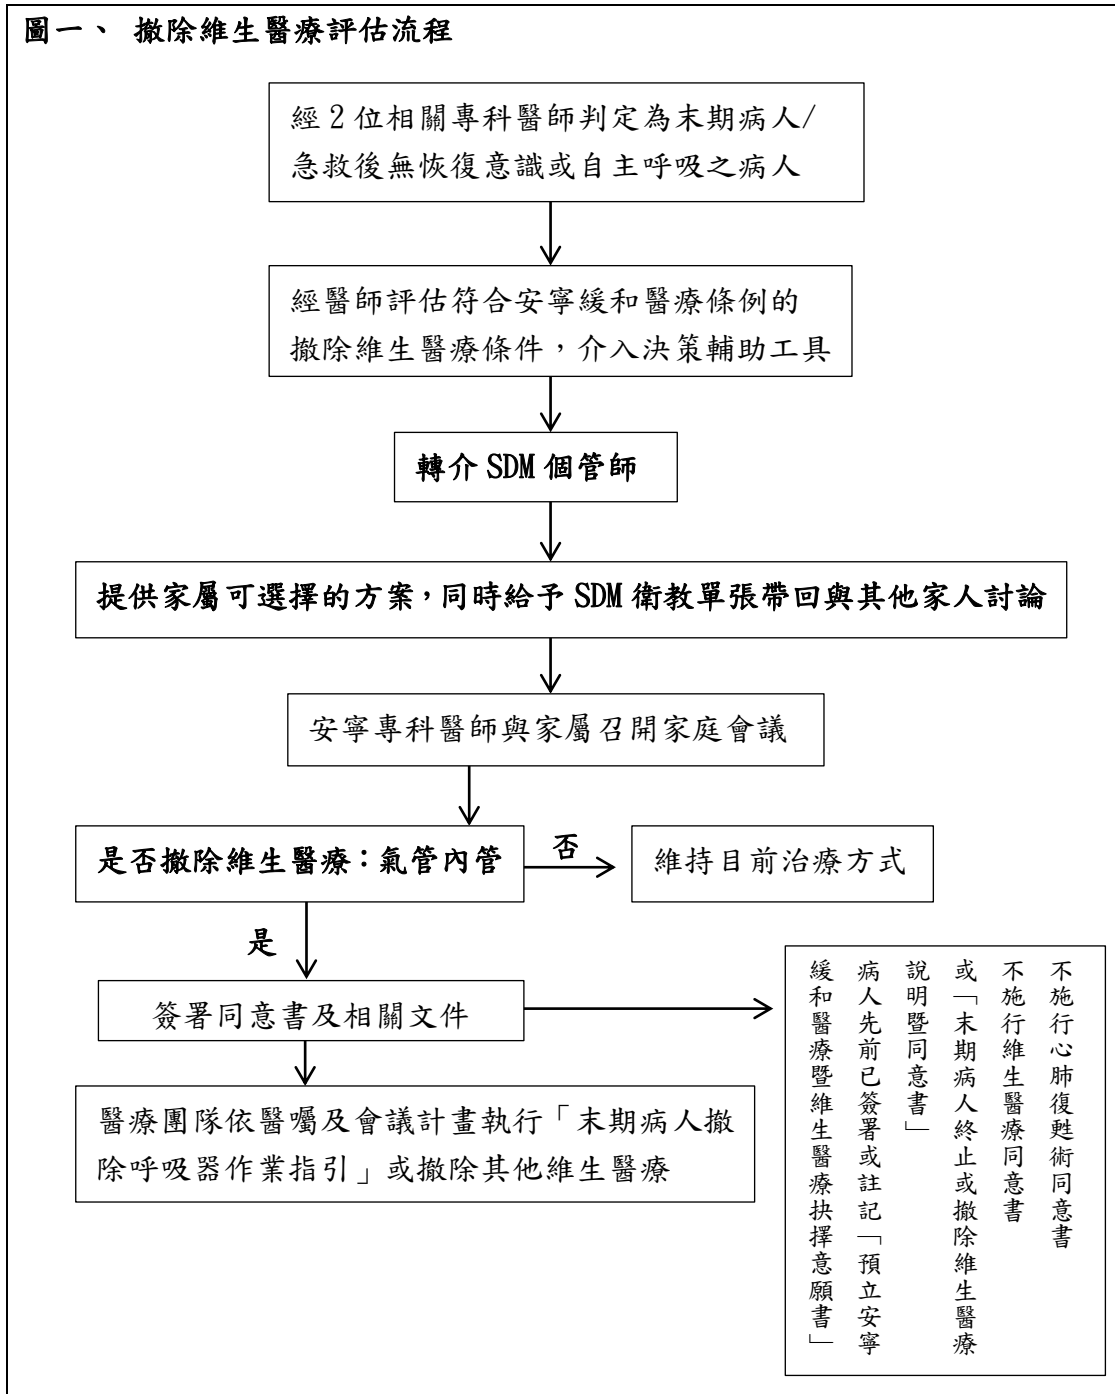 圖一、 撤除維生醫療評估流程
經 2 位相關專科醫師判定為末期病人/
急救後無恢復意識或自主呼吸之病人
經醫師評估符合安寧緩和醫療條例的
撤除維生醫療條件，介入決策輔助工具
轉介 SDM 個管師
提供家屬可選擇的方案，同時給予 SDM 衛教單張帶回與其他家人討論
安寧專科醫師與家屬召開家庭會議
是否撤除維生醫療：氣管內管
否
維持目前治療方式
是
簽署同意書及相關文件
不施行心肺復甦術同意書
不施行維生醫療同意書
或「末期病人終止或撤除維生醫療
說明暨同意書」
病人先前已簽署或註記「預立安寧
緩和醫療暨維生醫療抉擇意願書」
醫療團隊依醫囑及會議計畫執行「末期病人撤
除呼吸器作業指引」或撤除其他維生醫療